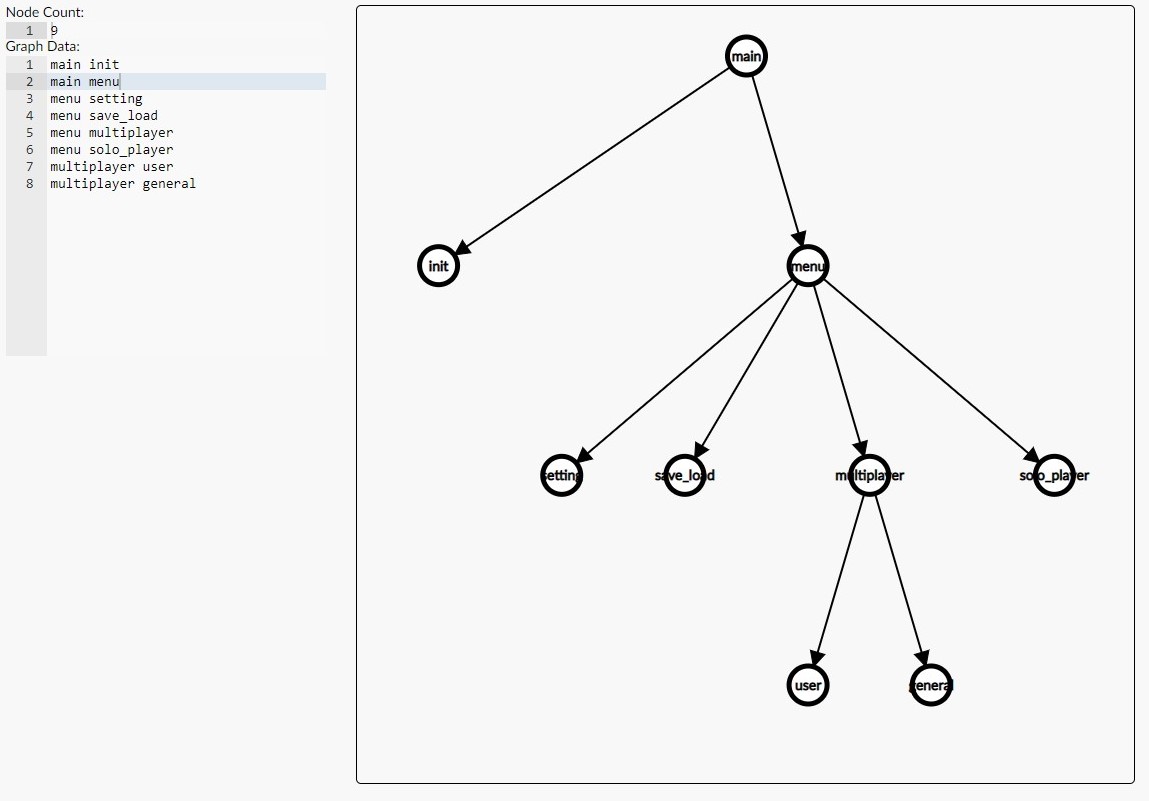 Node Count:
1 9
Graph Data:
1 main init
2 main menu
3 menu setting
4 menu save_load
5 menu multiplayer
6 menu solo_player
7 multiplayer user
8 multiplayer general
main
init
menu
setting
save_load
multiplayer
solo_player
user
general